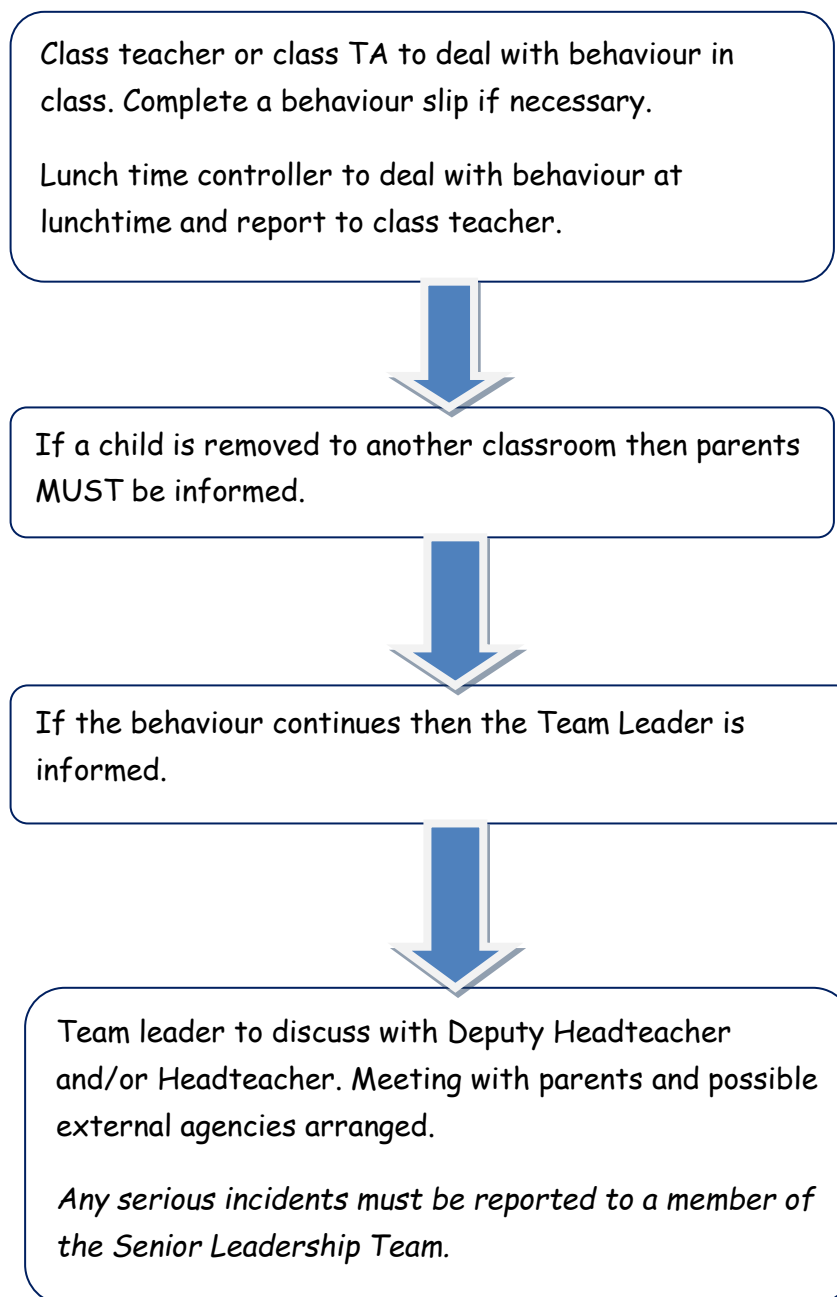 Class teacher or class TA to deal with behaviour in
class. Complete a behaviour slip if necessary.
Lunch time controller to deal with behaviour at
lunchtime and report to class teacher.
If a child is removed to another classroom then parents
MUST be informed.
If the behaviour continues then the Team Leader is
informed.
Team leader to discuss with Deputy Headteacher
and/or Headteacher. Meeting with parents and possible
external agencies arranged.
Any serious incidents must be reported to a member of
the Senior Leadership Team.